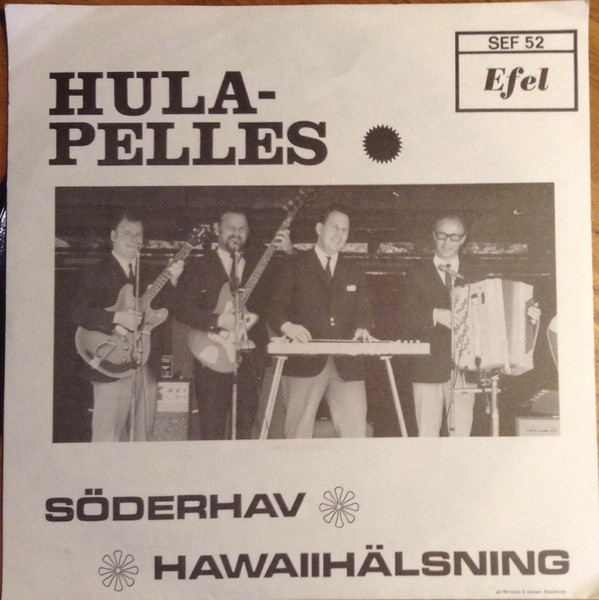 SEF 52
Efel
HULA-
PELLES
SÖDERHAV
HAWAIIHÄLSNING